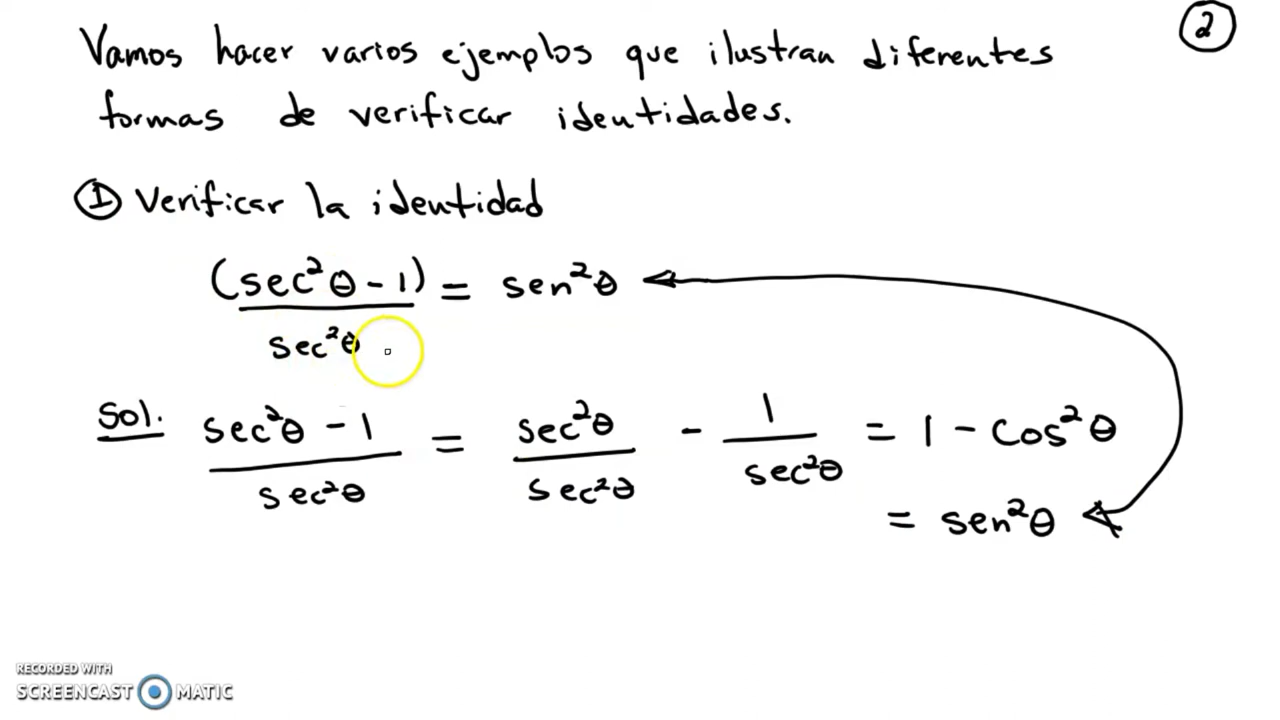 2
Vamos hacer varios ejemplos que ilustran diferentes
formas de verificar identidades.
① Verificar la identidad
(sec²θ - 1) / sec²θ = sen²θ
Sol. (sec²θ - 1) / sec²θ = sec²θ / sec²θ - 1 / sec²θ = 1 - cos²θ
= sen²θ
RECORDED WITH
SCREENCAST MATIC